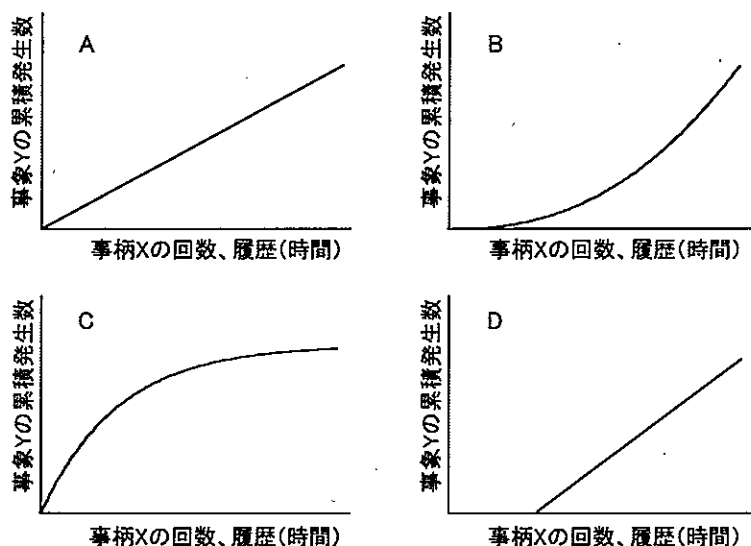 A
事象Yの累積発生数
事柄Xの回数、履歴(時間)
B
事象Yの累積発生数
事柄Xの回数、履歴(時間)
C
事象Yの累積発生数
事柄Xの回数、履歴(時間)
D
事象Yの累積発生数
事柄Xの回数、履歴(時間)